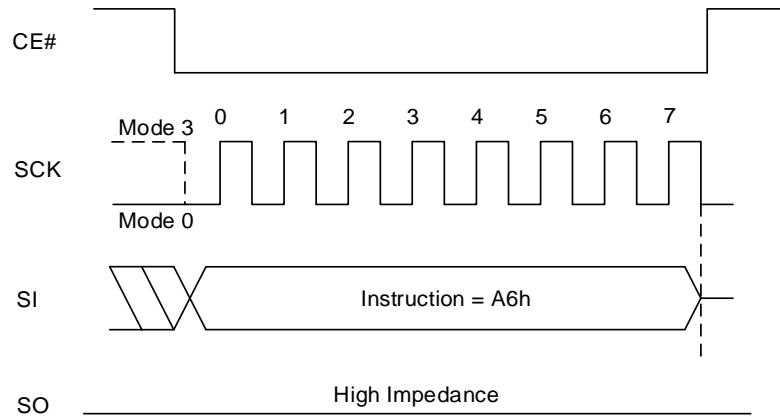 CE#
0 1 2 3 4 5 6 7
Mode 3
SCK
Mode 0
SI
Instruction = A6h
High Impedance
SO